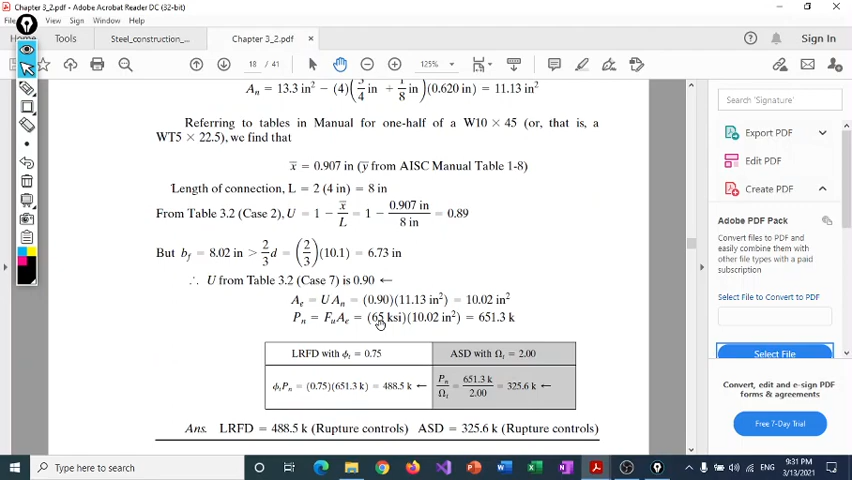 Chapter 3_2.pdf - Adobe Acrobat Reader DC (32-bit)
View Sign Window Help
Tools Steel_construction_... Chapter 3_2.pdf × Sign In
18 / 41 125%
Aₙ = 13.3 in² − (4)(3/4 in + 1/8 in)(0.620 in) = 11.13 in²
Referring to tables in Manual for one-half of a W10 × 45 (or, that is, a
WT5 × 22.5), we find that
x̄ = 0.907 in (ȳ from AISC Manual Table 1-8)
Length of connection, L = 2 (4 in) = 8 in
From Table 3.2 (Case 2), U = 1 − x̄/L = 1 − 0.907 in/8 in = 0.89
But b_f = 8.02 in > 2/3 d = (2/3)(10.1) = 6.73 in
∴ U from Table 3.2 (Case 7) is 0.90 ←
Aₑ = UAₙ = (0.90)(11.13 in²) = 10.02 in²
Pₙ = FᵤAₑ = (65 ksi)(10.02 in²) = 651.3 k
LRFD with ϕₜ = 0.75 ASD with Ωₜ = 2.00
ϕₜPₙ = (0.75)(651.3 k) = 488.5 k ← Pₙ/Ωₜ = 651.3 k/2.00 = 325.6 k ←
Ans. LRFD = 488.5 k (Rupture controls) ASD = 325.6 k (Rupture controls)
Search 'Signature'
Export PDF
Edit PDF
Create PDF
Adobe PDF Pack
Convert files to PDF and
easily combine them with
other file types with a paid
subscription
Select File to Convert to PDF
Select File
Convert, edit and e-sign PDF
forms & agreements
Free 7-Day Trial
Type here to search
ENG
9:31 PM
3/13/2021